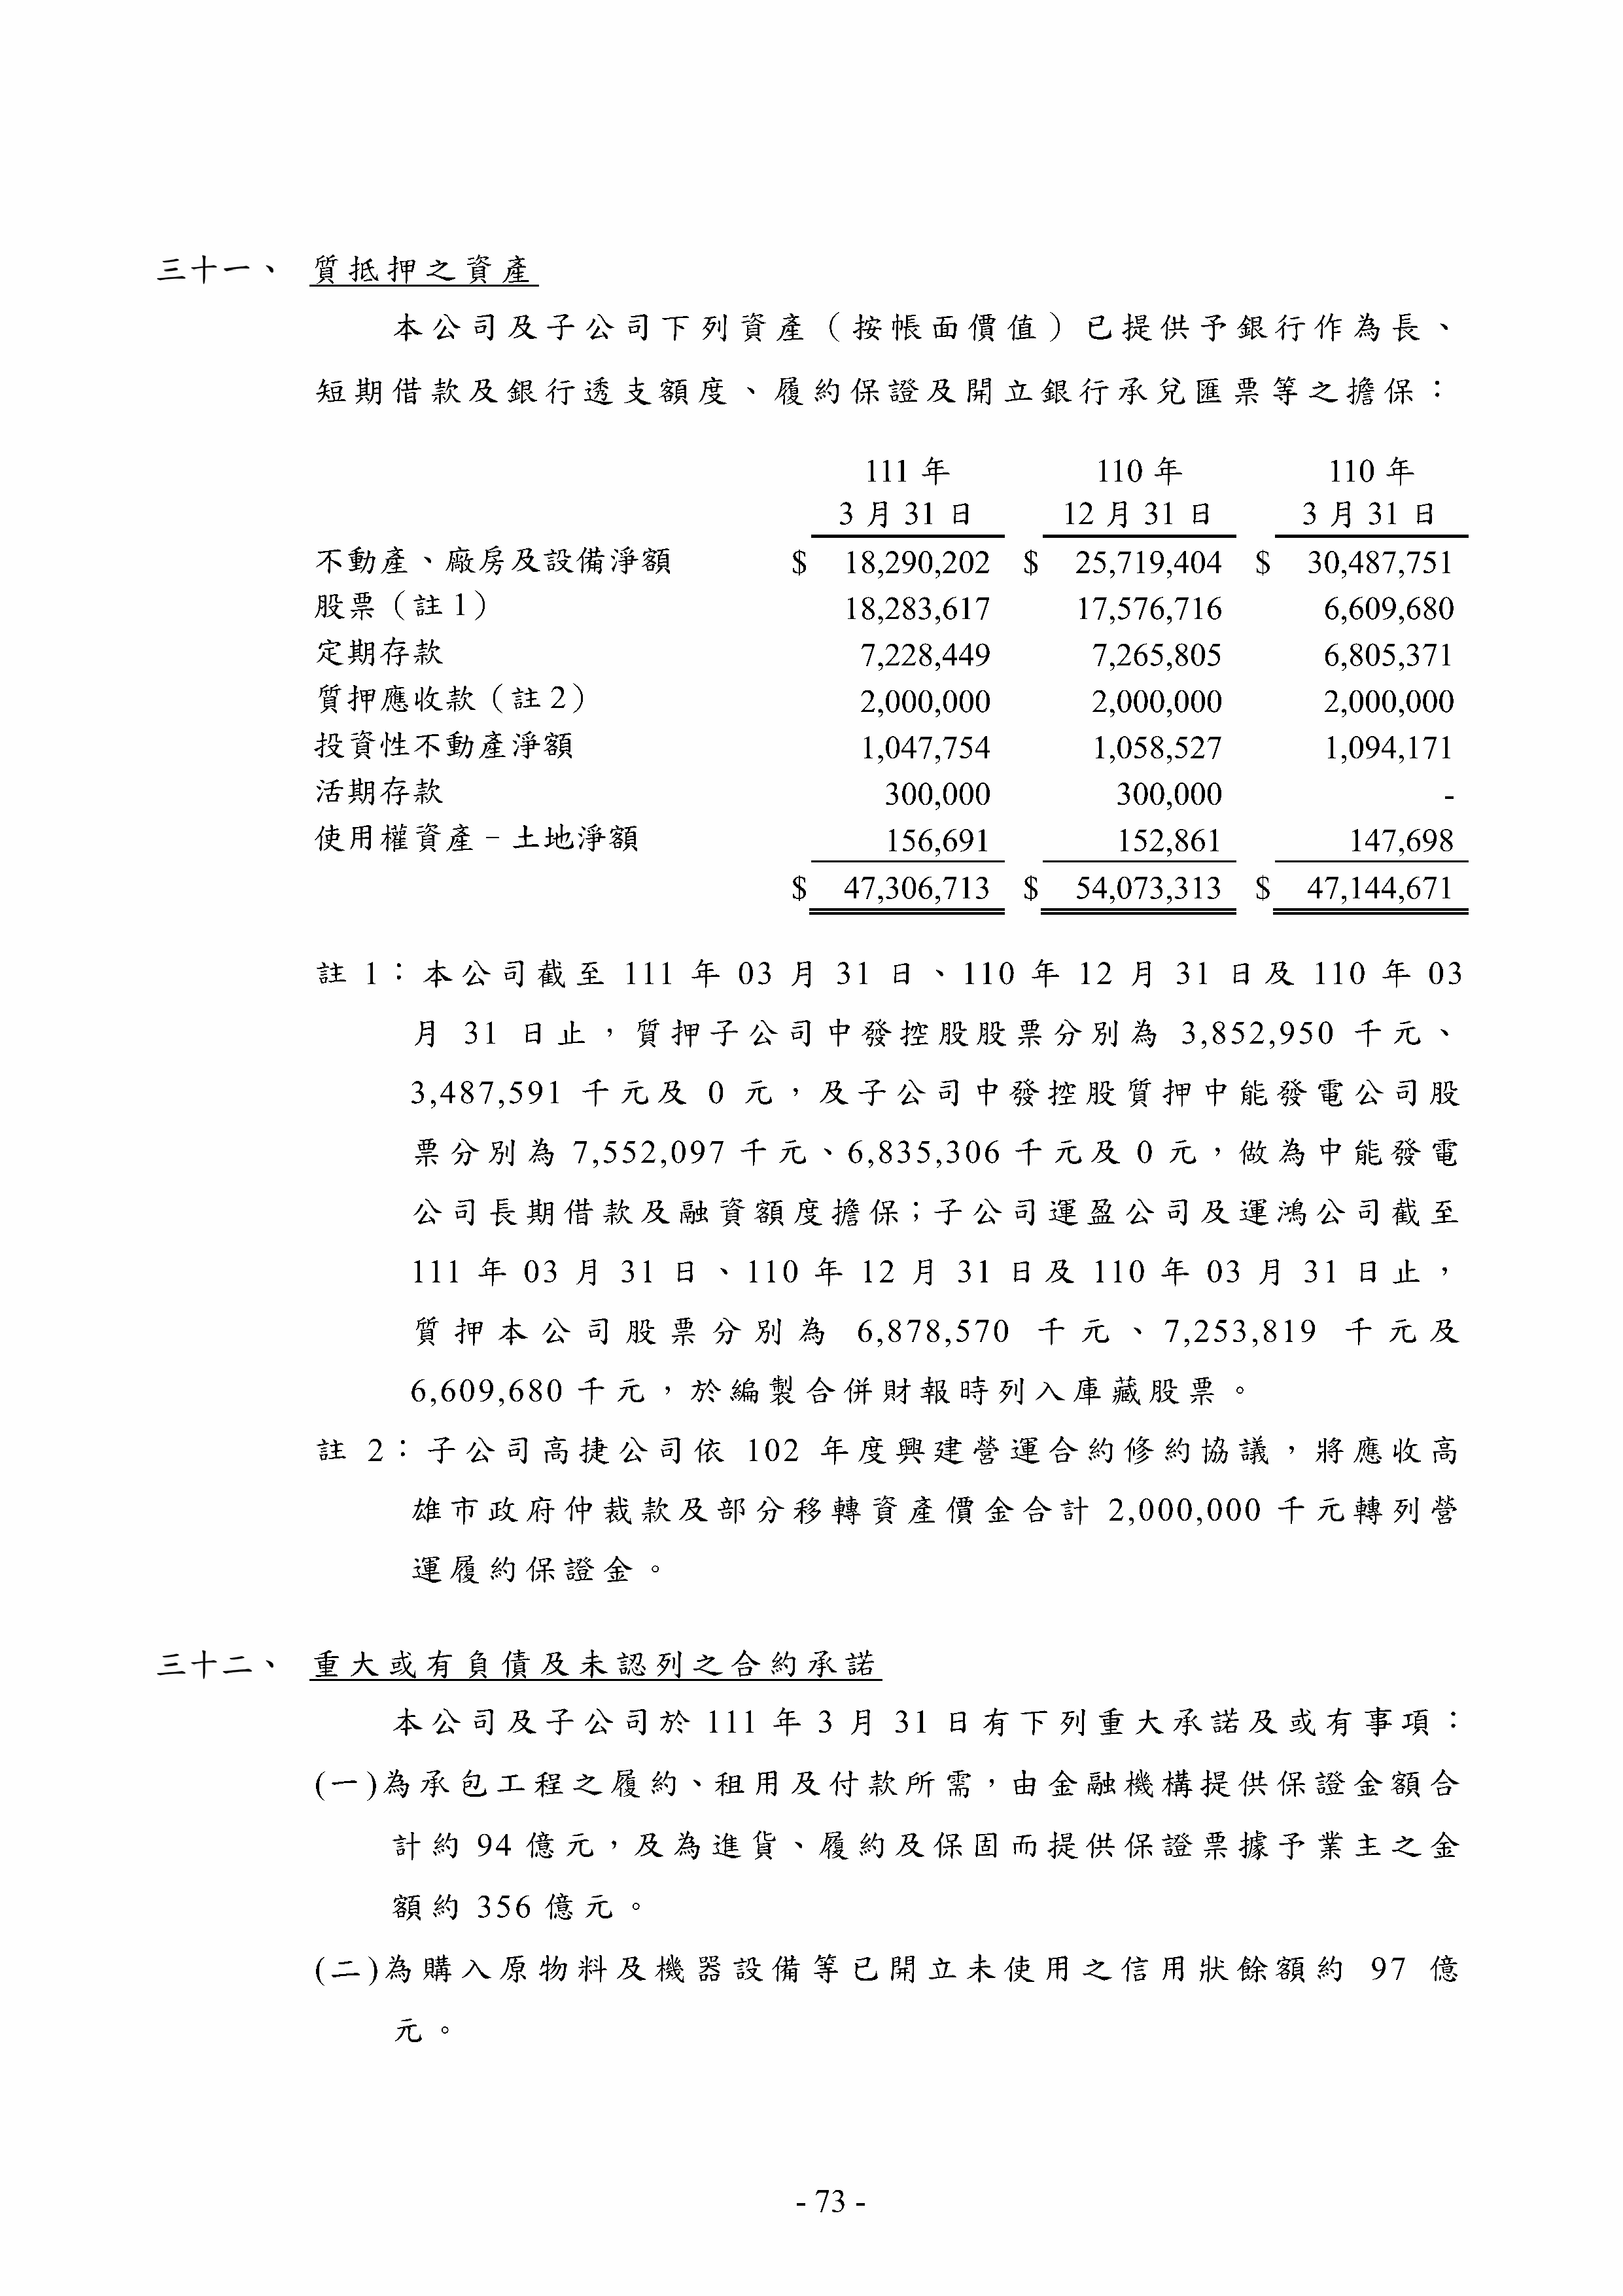 三十一、 質抵押之資產
本公司及子公司下列資產（按帳面價值）已提供予銀行作為長、
短期借款及銀行透支額度、履約保證及開立銀行承兌匯票等之擔保：
111 年 110 年 110 年
3 月 31 日 12 月 31 日 3 月 31 日
不動產、廠房及設備淨額 $ 18,290,202 $ 25,719,404 $ 30,487,751
股票（註 1） 18,283,617 17,576,716 6,609,680
定期存款 7,228,449 7,265,805 6,805,371
質押應收款（註 2） 2,000,000 2,000,000 2,000,000
投資性不動產淨額 1,047,754 1,058,527 1,094,171
活期存款 300,000 300,000 -
使用權資產－土地淨額 156,691 152,861 147,698
$ 47,306,713 $ 54,073,313 $ 47,144,671
註 1：本公司截至 111 年 03 月 31 日、110 年 12 月 31 日及 110 年 03
月 31 日止，質押子公司中發控股股票分別為 3,852,950 千元、
3,487,591 千元及 0 元，及子公司中發控股質押中能發電公司股
票分別為 7,552,097 千元、6,835,306 千元及 0 元，做為中能發電
公司長期借款及融資額度擔保；子公司運盈公司及運鴻公司截至
111 年 03 月 31 日、110 年 12 月 31 日及 110 年 03 月 31 日止，
質押本公司股票分別為 6,878,570 千元、7,253,819 千元及
6,609,680 千元，於編製合併財報時列入庫藏股票。
註 2：子公司高捷公司依 102 年度興建營運合約修約協議，將應收高
雄市政府仲裁款及部分移轉資產價金合計 2,000,000 千元轉列營
運履約保證金。
三十二、 重大或有負債及未認列之合約承諾
本公司及子公司於 111 年 3 月 31 日有下列重大承諾及或有事項：
(一)為承包工程之履約、租用及付款所需，由金融機構提供保證金額合
計約 94 億元，及為進貨、履約及保固而提供保證票據予業主之金
額約 356 億元。
(二)為購入原物料及機器設備等已開立未使用之信用狀餘額約 97 億
元。
- 73 -